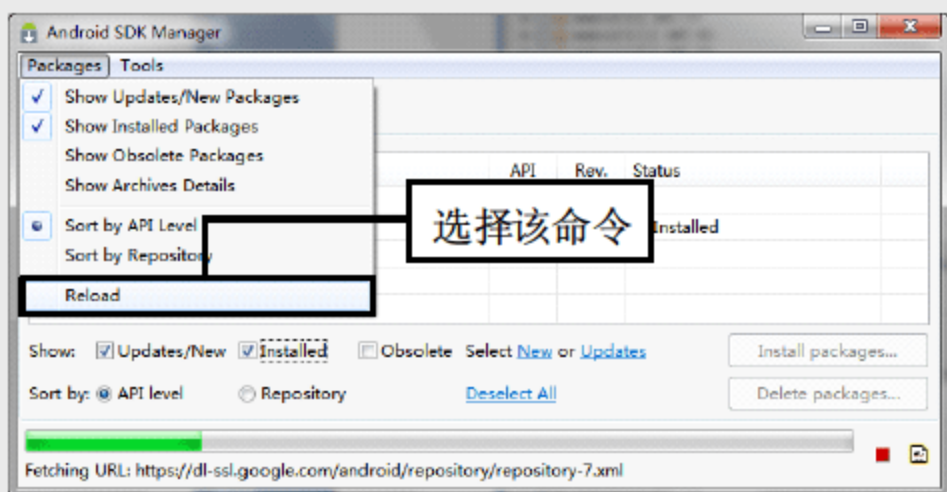 Android SDK Manager
Packages Tools
Show Updates/New Packages
Show Installed Packages
Show Obsolete Packages
Show Archives Details
API Rev. Status
Sort by API Level
选择该命令
Installed
Sort by Repository
Reload
Show: Updates/New Installed Obsolete Select New or Updates Install packages...
Sort by: API level Repository Deselect All Delete packages...
Fetching URL: https://dl-ssl.google.com/android/repository/repository-7.xml